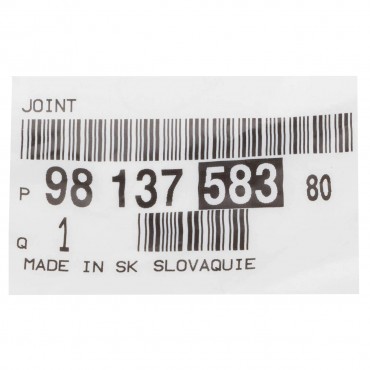 JOINT
P 98 137 583 80
Q 1
MADE IN SK SLOVAQUIE